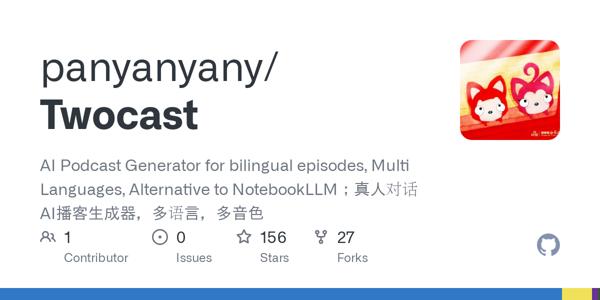 panyanyany/
Twocast
AI Podcast Generator for bilingual episodes, Multi
Languages, Alternative to NotebookLLM；真人对话
AI播客生成器，多语言，多音色
1 0 156 27
Contributor Issues Stars Forks